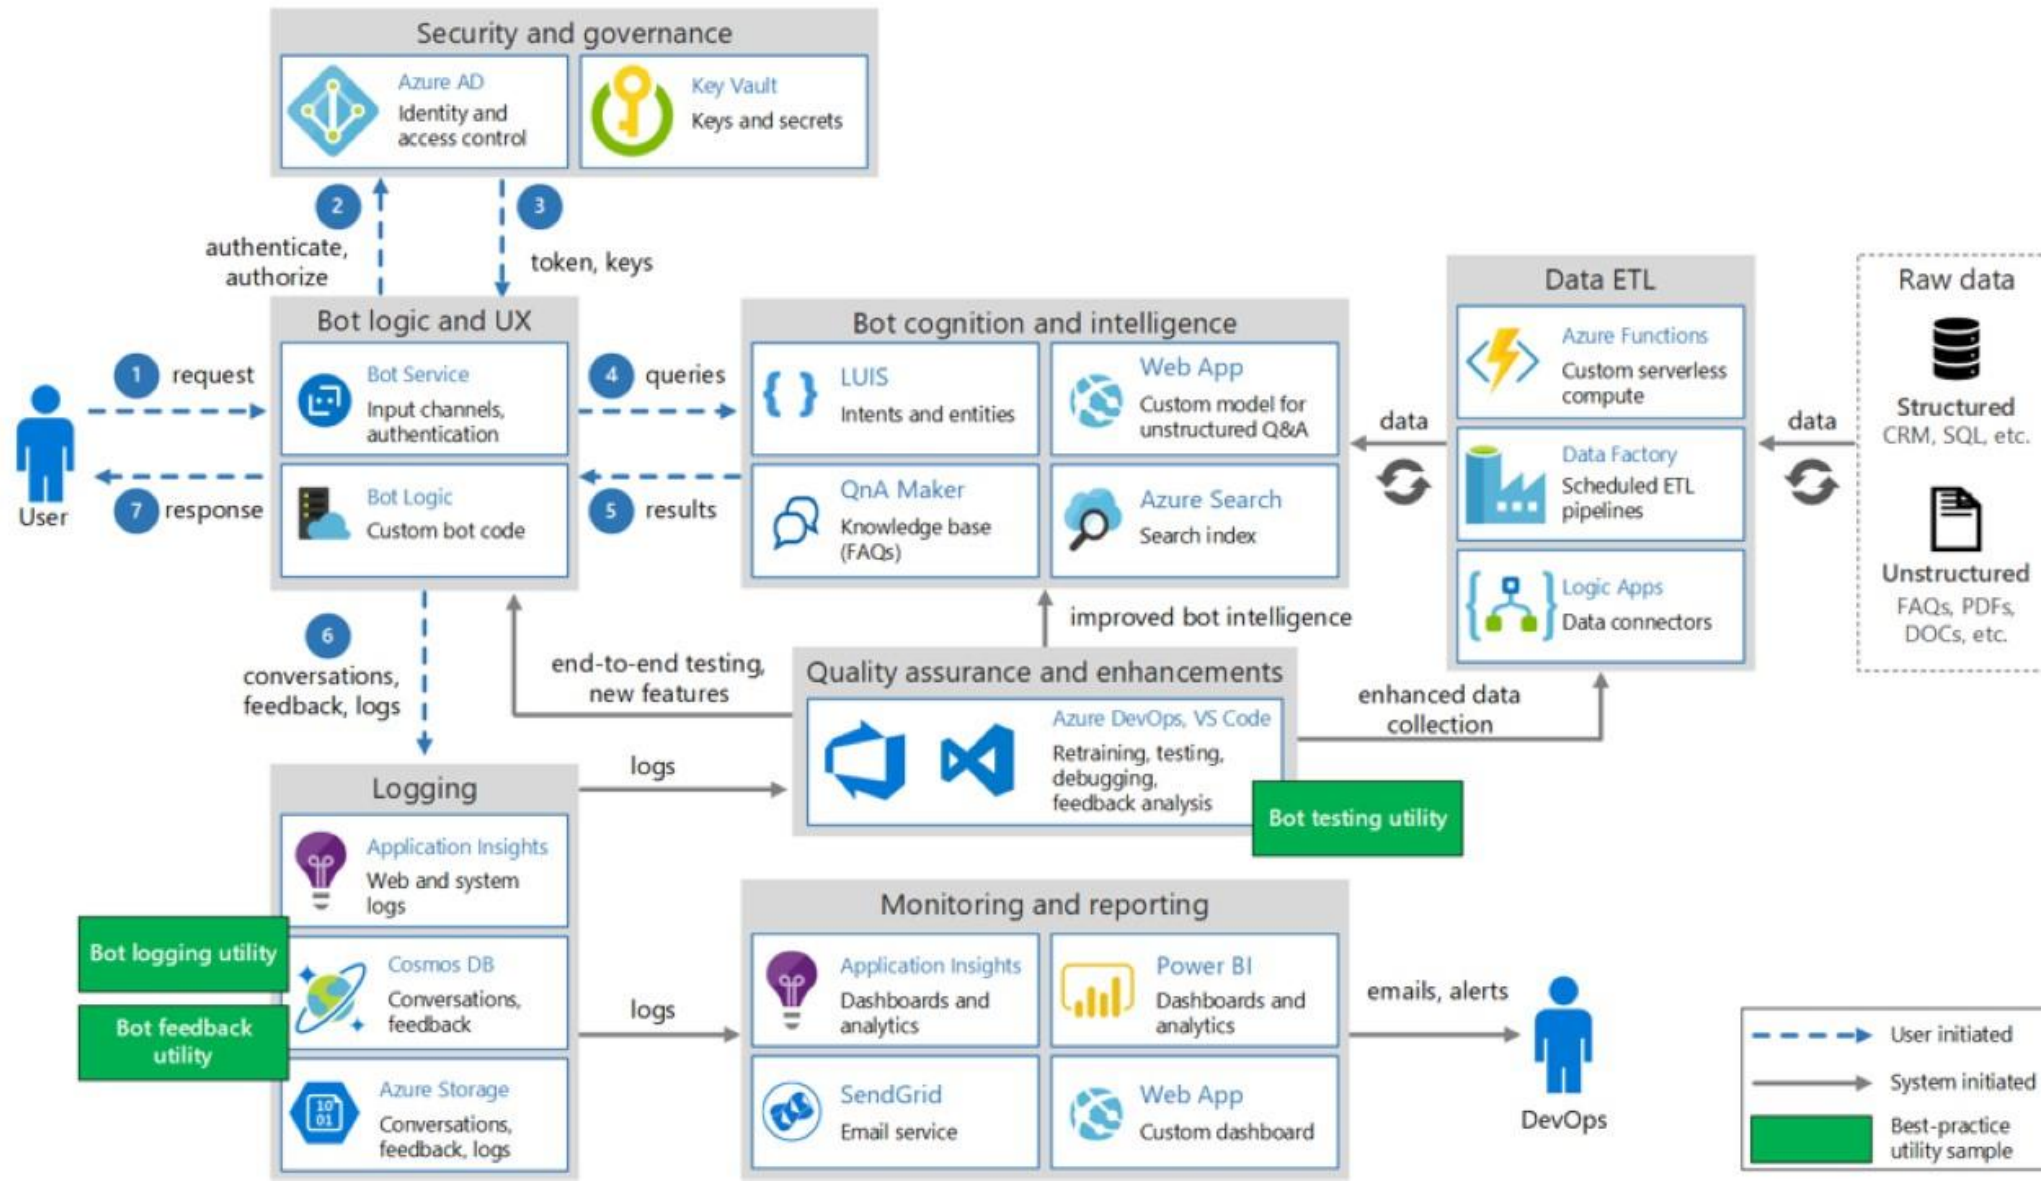 Security and governance
Azure AD
Identity and
access control
Key Vault
Keys and secrets
2
authenticate,
authorize
3
token, keys
Bot logic and UX
Bot Service
Input channels,
authentication
Bot Logic
Custom bot code
1
request
7
response
User
4
queries
5
results
Bot cognition and intelligence
LUIS
Intents and entities
Web App
Custom model for
unstructured Q&A
QnA Maker
Knowledge base
(FAQs)
Azure Search
Search index
data
Data ETL
Azure Functions
Custom serverless
compute
Data Factory
Scheduled ETL
pipelines
Logic Apps
Data connectors
data
Raw data
Structured
CRM, SQL, etc.
Unstructured
FAQs, PDFs,
DOCs, etc.
6
conversations,
feedback, logs
end-to-end testing,
new features
improved bot intelligence
Quality assurance and enhancements
Azure DevOps, VS Code
Retraining, testing,
debugging,
feedback analysis
Bot testing utility
enhanced data
collection
logs
Logging
Application Insights
Web and system
logs
Bot logging utility
Cosmos DB
Conversations,
feedback
Bot feedback
utility
Azure Storage
10
01
Conversations,
feedback, logs
logs
Monitoring and reporting
Application Insights
Dashboards and
analytics
Power BI
Dashboards and
analytics
SendGrid
Email service
Web App
Custom dashboard
emails, alerts
DevOps
User initiated
System initiated
Best-practice
utility sample